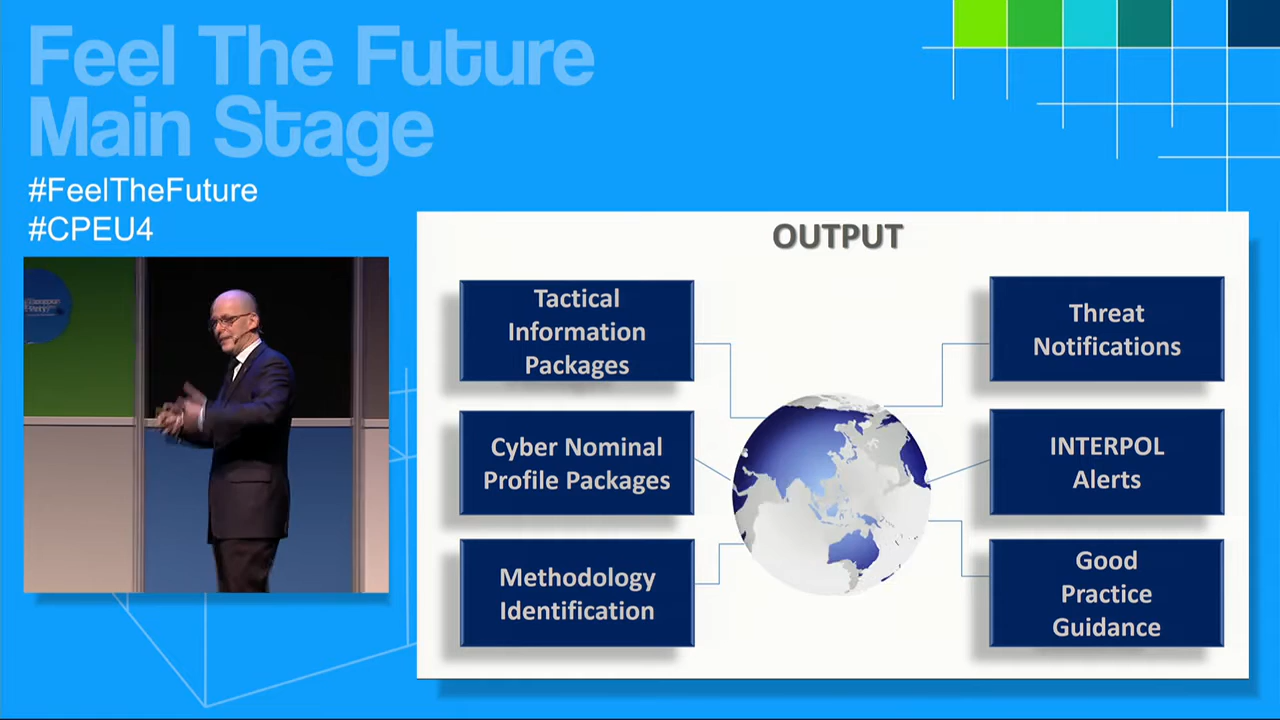 Feel The Future
Main Stage
#FeelTheFuture
#CPEU4
OUTPUT
Tactical
Information
Packages
Cyber Nominal
Profile Packages
Methodology
Identification
Threat
Notifications
INTERPOL
Alerts
Good
Practice
Guidance